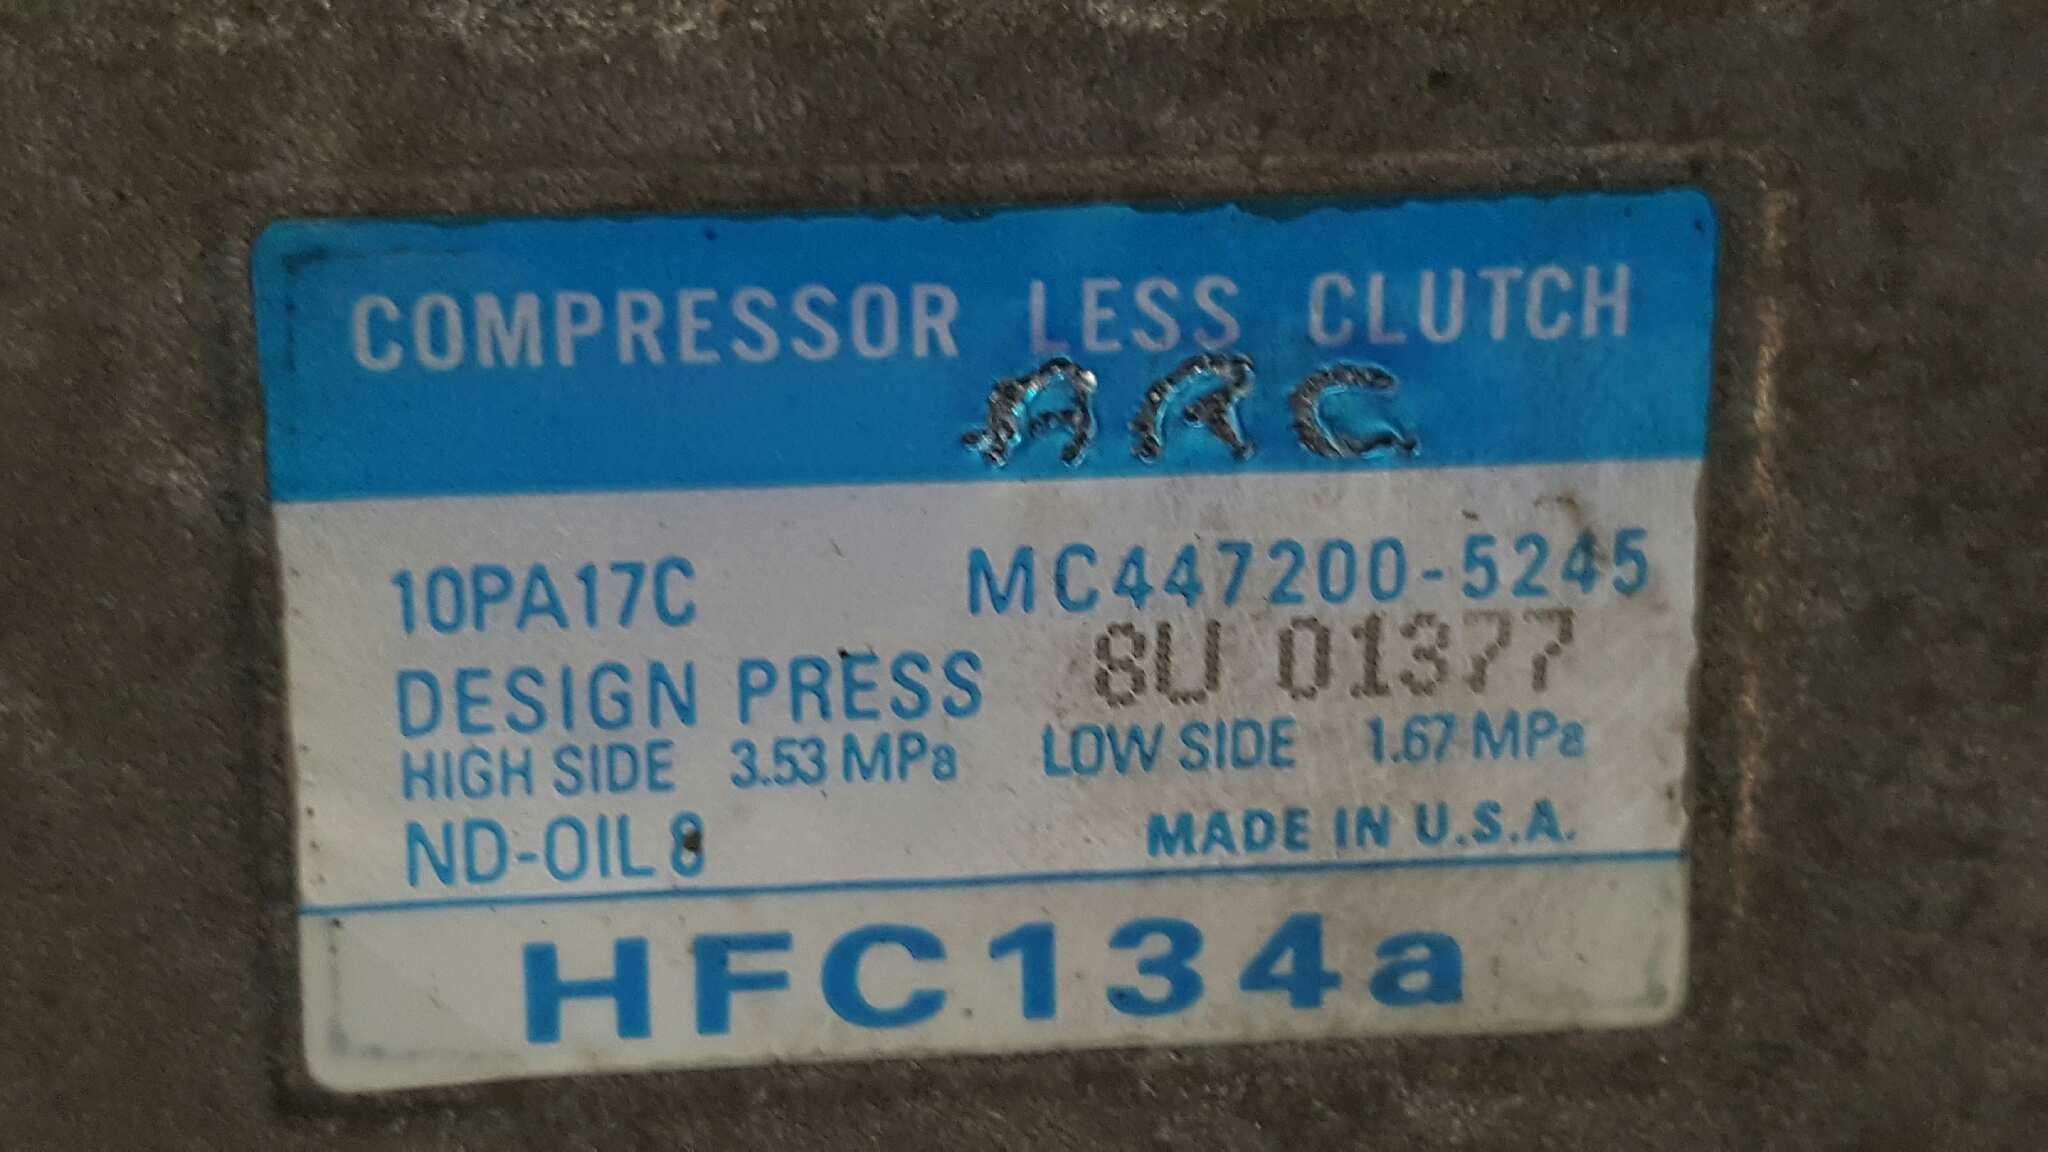 COMPRESSOR LESS CLUTCH
ARC
10PA17C MC447200-5245
8U 01377
DESIGN PRESS
HIGH SIDE 3.53 MPa LOW SIDE 1.67 MPa
ND-OIL 8 MADE IN U.S.A.
HFC134a